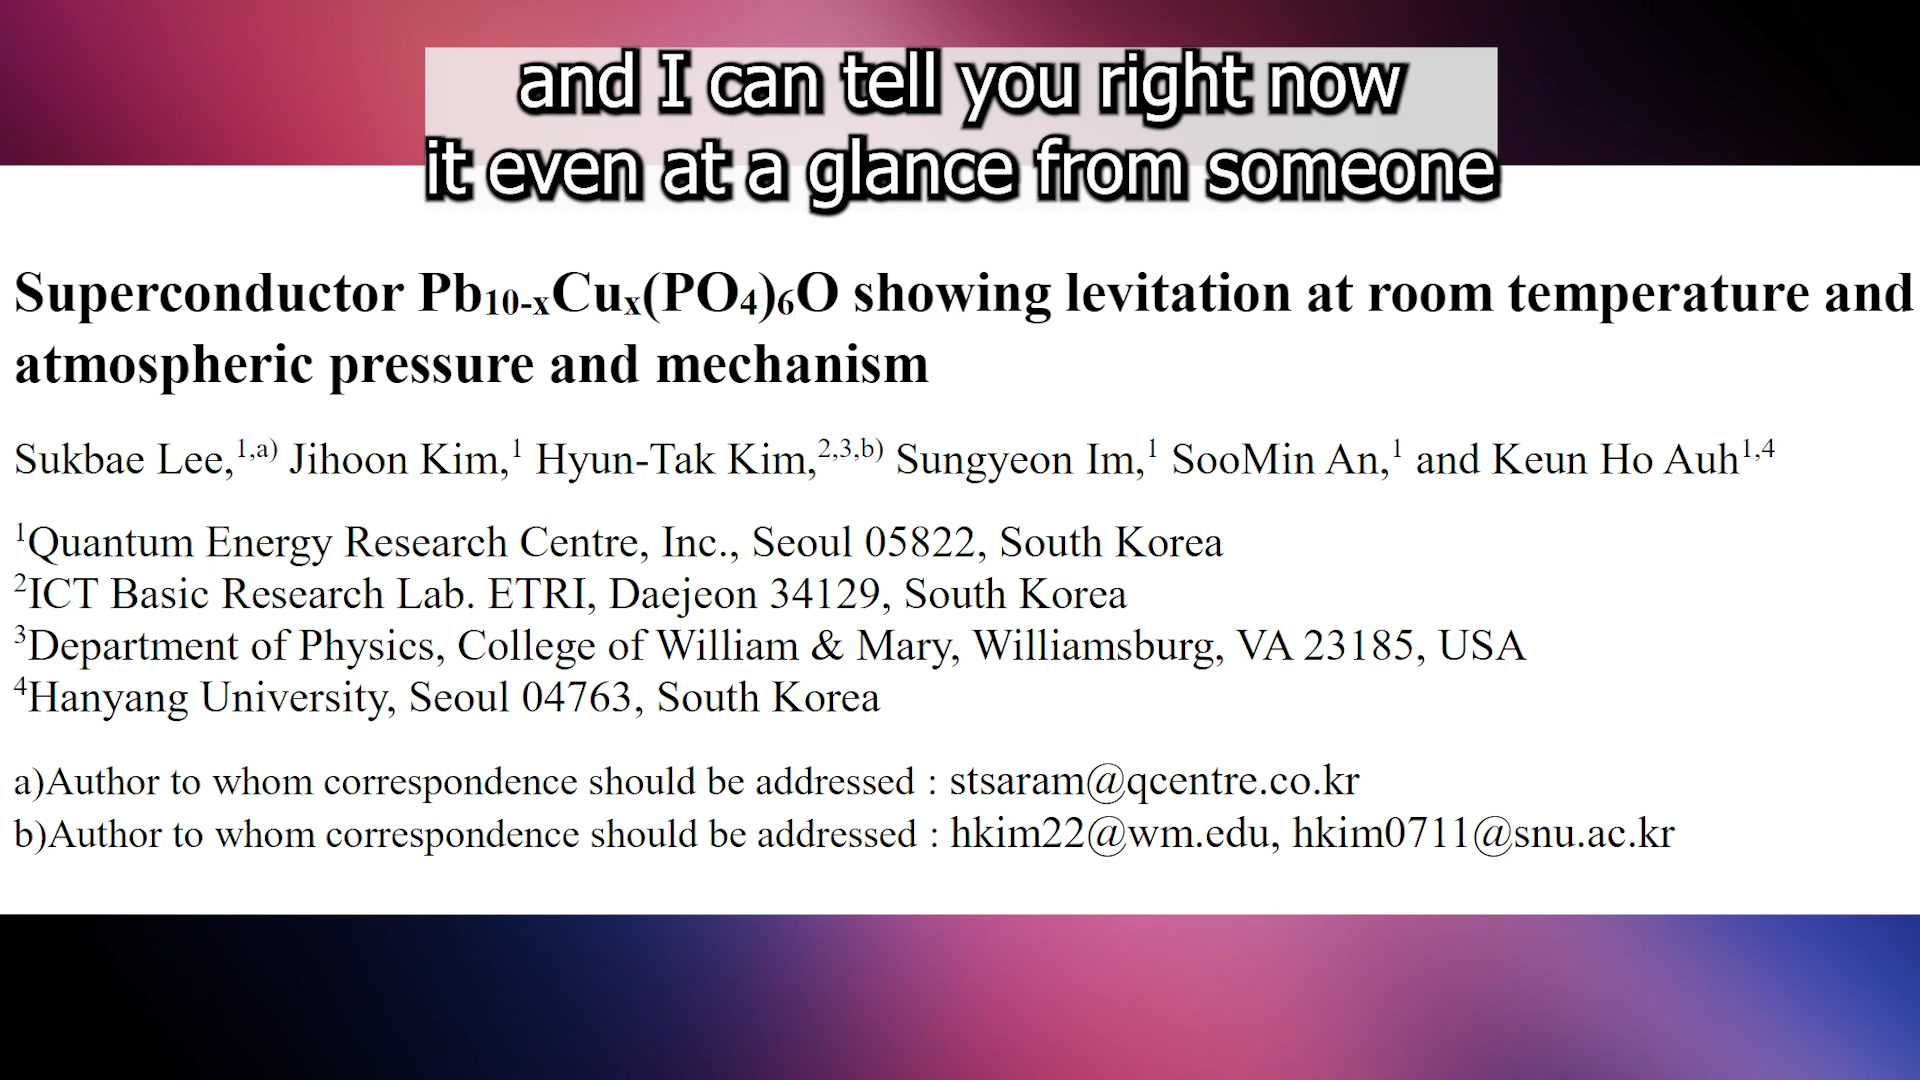 and I can tell you right now
it even at a glance from someone
Superconductor Pb10-xCux(PO4)6O showing levitation at room temperature and
atmospheric pressure and mechanism
Sukbae Lee,1,a) Jihoon Kim,1 Hyun-Tak Kim,2,3,b) Sungyeon Im,1 SooMin An,1 and Keun Ho Auh1,4
1Quantum Energy Research Centre, Inc., Seoul 05822, South Korea
2ICT Basic Research Lab. ETRI, Daejeon 34129, South Korea
3Department of Physics, College of William & Mary, Williamsburg, VA 23185, USA
4Hanyang University, Seoul 04763, South Korea
a)Author to whom correspondence should be addressed : stsaram@qcentre.co.kr
b)Author to whom correspondence should be addressed : hkim22@wm.edu, hkim0711@snu.ac.kr